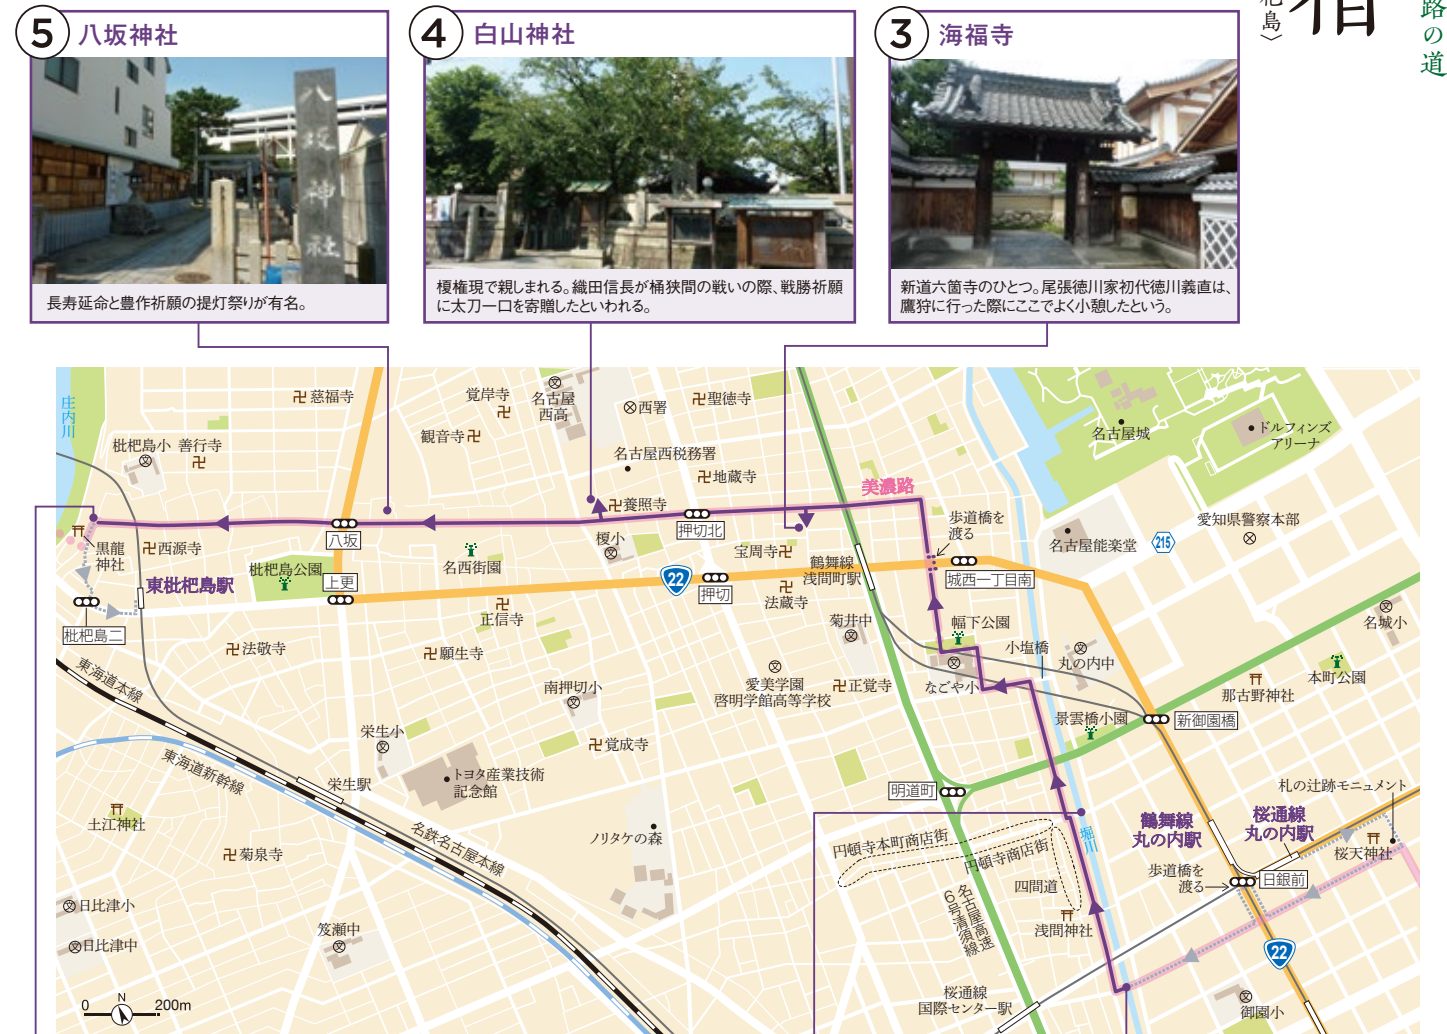 路の道
宿
枇杷島〉
⑤ 八坂神社
八坂神社
長寿延命と豊作祈願の提灯祭りが有名。
④ 白山神社
榎権現で親しまれる。織田信長が桶狭間の戦いの際、戦勝祈願
に太刀一口を寄贈したといわれる。
③ 海福寺
新道六箇寺のひとつ。尾張徳川家初代徳川義直は、
鷹狩に行った際にここでよく小憩したという。
庄内川
卍慈福寺
覚岸寺
卍
名古屋
西高
西署
卍聖徳寺
枇杷島小
善行寺
卍
観音寺卍
名古屋西税務署
卍地蔵寺
名古屋城
ドルフィンズ
アリーナ
美濃路
卍養照寺
押切北
歩道橋を
渡る
愛知県警察本部
名古屋能楽堂
215
黒龍
神社
卍西源寺
八坂
榎小
宝周寺卍
鶴舞線
浅間町駅
東枇杷島駅
枇杷島公園
上更
名西街園
22
押切
卍
法蔵寺
城西一丁目南
枇杷島二
卍
正信寺
菊井中
幅下公園
小塩橋
丸の内中
名城小
卍法敬寺
卍願生寺
東海道本線
南押切小
愛美学園
啓明学館高等学校
卍正覚寺
なごや小
那古野神社
本町公園
景雲橋小園
新御園橋
栄生小
卍覚成寺
東海道新幹線
栄生駅
トヨタ産業技術
記念館
明道町
札の辻跡モニュメント
土江神社
ノリタケの森
名鉄名古屋本線
堀川
鶴舞線
丸の内駅
桜通線
丸の内駅
円頓寺本町商店街
円頓寺商店街
桜天神社
卍菊泉寺
歩道橋を
渡る
日銀前
四間道
名古屋高速
6号清須線
日比津小
笈瀬中
浅間神社
日比津中
22
桜通線
国際センター駅
御園小
0 N 200m